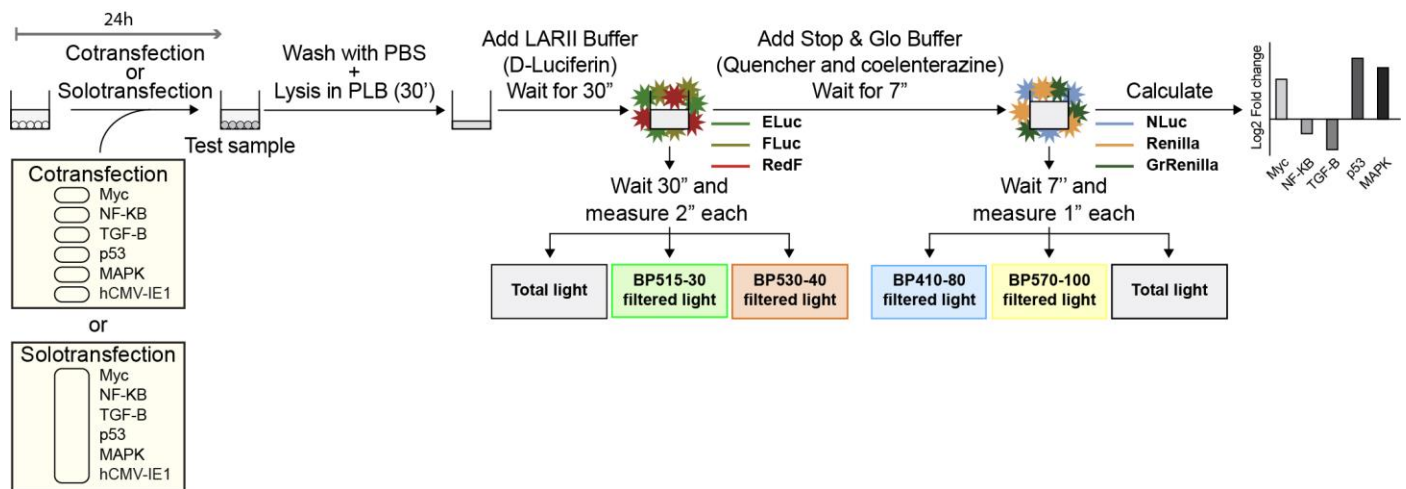 24h
Cotransfection
or
Solotransfection
Test sample
Wash with PBS
+
Lysis in PLB (30’)
Add LARII Buffer
(D-Luciferin)
Wait for 30”
ELuc
FLuc
RedF
Add Stop & Glo Buffer
(Quencher and coelenterazine)
Wait for 7”
NLuc
Renilla
GrRenilla
Calculate
Log2 Fold change
Myc
NF-KB
TGF-B
p53
MAPK
Cotransfection
Myc
NF-KB
TGF-B
p53
MAPK
hCMV-IE1
or
Solotransfection
Myc
NF-KB
TGF-B
p53
MAPK
hCMV-IE1
Wait 30” and
measure 2” each
Total light
BP515-30
filtered light
BP530-40
filtered light
Wait 7’’ and
measure 1” each
BP410-80
filtered light
BP570-100
filtered light
Total light